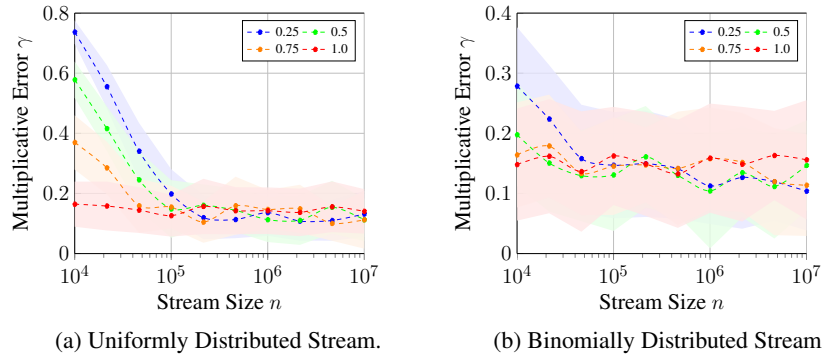 0.8
0.6
0.4
0.2
0
Multiplicative Error γ
0.25 0.5
0.75 1.0
10^4 10^5 10^6 10^7
Stream Size n
(a) Uniformly Distributed Stream.
0.4
0.3
0.2
0.1
0
Multiplicative Error γ
0.25 0.5
0.75 1.0
10^4 10^5 10^6 10^7
Stream Size n
(b) Binomially Distributed Stream